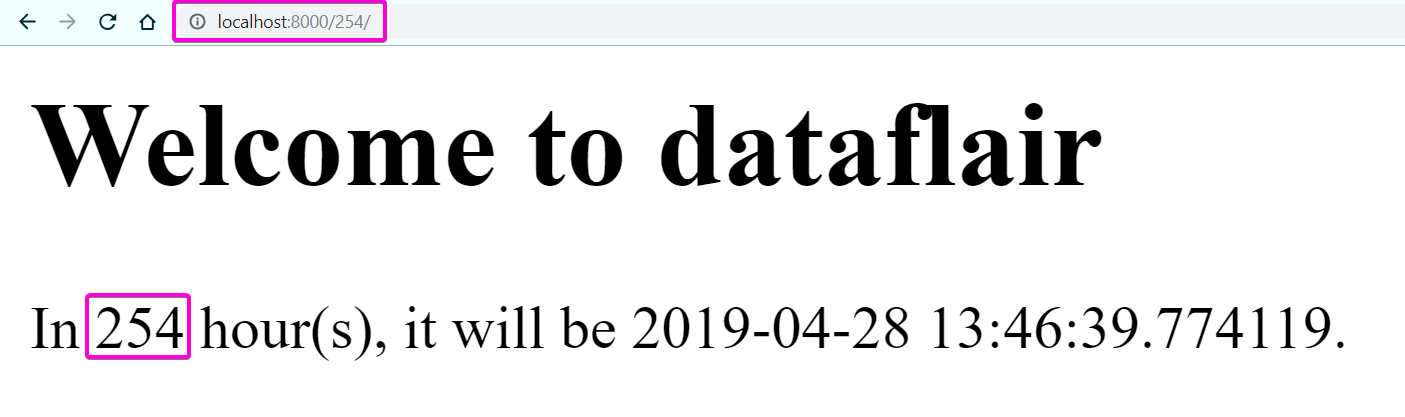 localhost:8000/254/
Welcome to dataflair
In 254 hour(s), it will be 2019-04-28 13:46:39.774119.